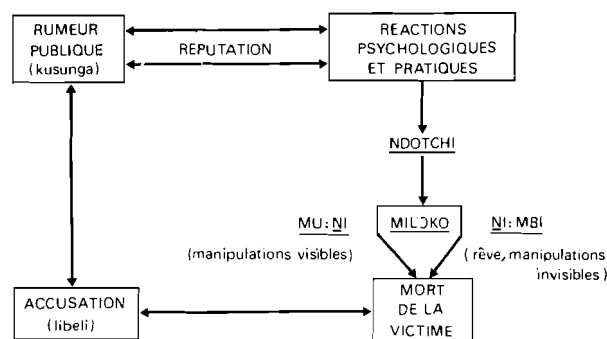 RUMEUR
PUBLIQUE
(kusunga)
REPUTATION
REACTIONS
PSYCHOLOGIQUES
ET PRATIQUES
NDOTCHI
MU:NI
(manipulations visibles)
MILOKO
NI:MBI
(rêve, manipulations
invisibles)
ACCUSATION
(libeli)
MORT
DE LA
VICTIME